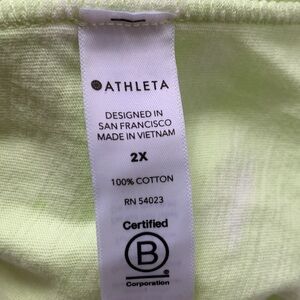 ATHLETA
DESIGNED IN
SAN FRANCISCO
MADE IN VIETNAM
2X
100% COTTON
RN 54023
Certified
B
Corporation